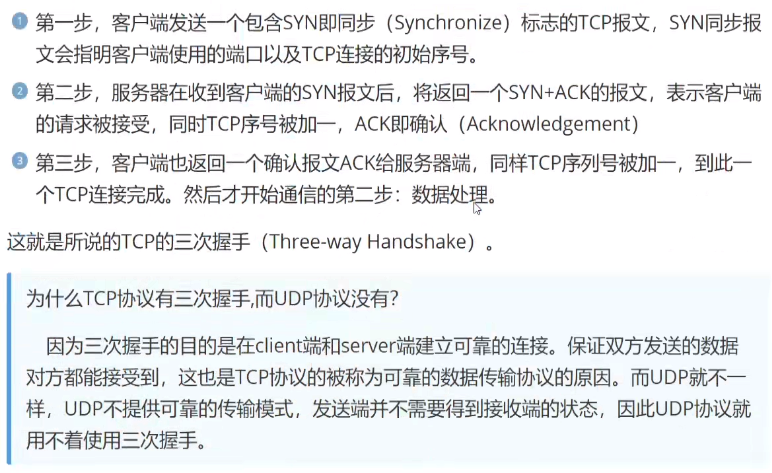 1 第一步，客户端发送一个包含SYN即同步（Synchronize）标志的TCP报文，SYN同步报
文会指明客户端使用的端口以及TCP连接的初始序号。
2 第二步，服务器在收到客户端的SYN报文后，将返回一个SYN+ACK的报文，表示客户端
的请求被接受，同时TCP序号被加一，ACK即确认（Acknowledgement）
3 第三步，客户端也返回一个确认报文ACK给服务器端，同样TCP序列号被加一，到此一
个TCP连接完成。然后才开始通信的第二步：数据处理。
这就是所说的TCP的三次握手（Three-way Handshake）。
为什么TCP协议有三次握手,而UDP协议没有？
因为三次握手的目的是在client端和server端建立可靠的连接。保证双方发送的数据
对方都能接受到，这也是TCP协议的被称为可靠的数据传输协议的原因。而UDP就不一
样，UDP不提供可靠的传输模式，发送端并不需要得到接收端的状态，因此UDP协议就
用不着使用三次握手。